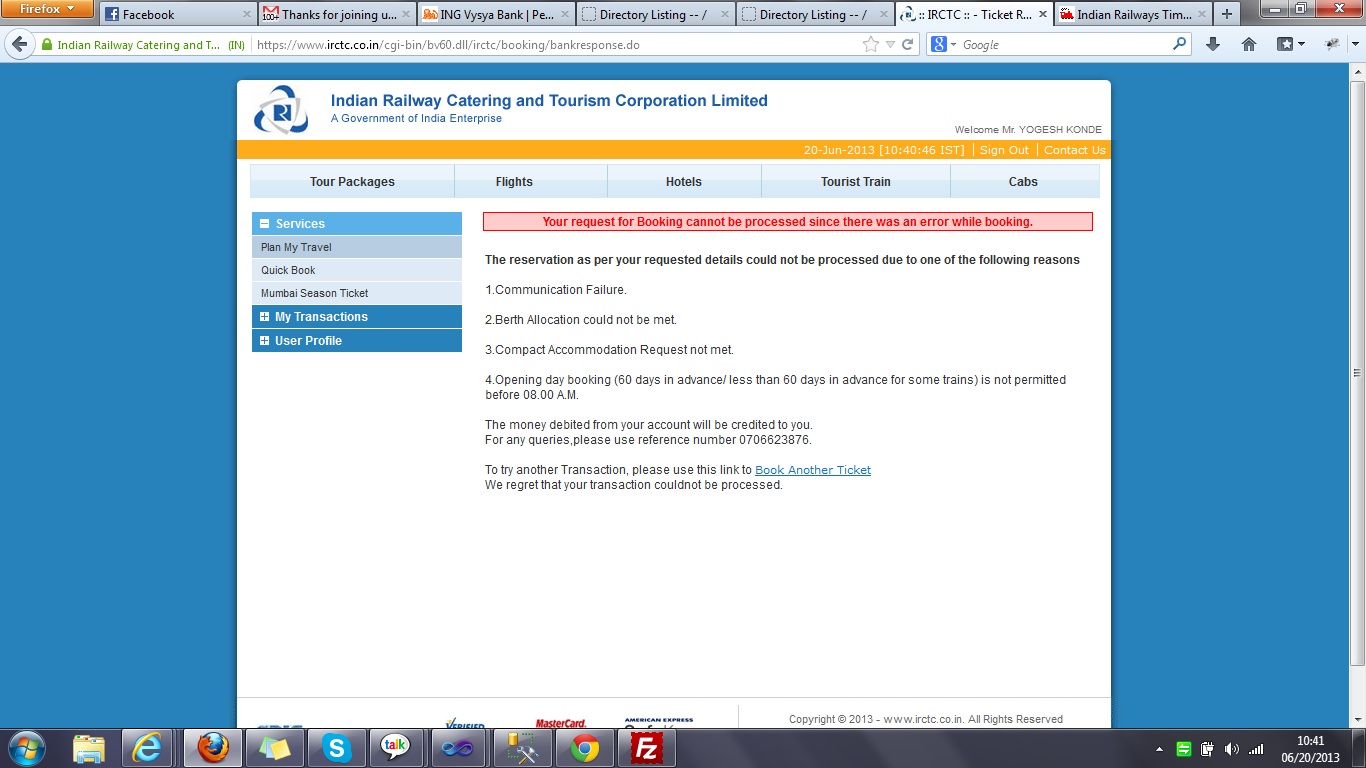 Firefox
Facebook
Thanks for joining u...
ING Vysya Bank | Pe...
Directory Listing -- /
Directory Listing -- /
:: IRCTC :: - Ticket R...
Indian Railways Tim...
Indian Railway Catering and T... (IN)
https://www.irctc.co.in/cgi-bin/bv60.dll/irctc/booking/bankresponse.do
Google
Indian Railway Catering and Tourism Corporation Limited
A Government of India Enterprise
Welcome Mr. YOGESH KONDE
20-Jun-2013 [10:40:46 IST] | Sign Out | Contact Us
Tour Packages
Flights
Hotels
Tourist Train
Cabs
Services
Plan My Travel
Quick Book
Mumbai Season Ticket
My Transactions
User Profile
Your request for Booking cannot be processed since there was an error while booking.
The reservation as per your requested details could not be processed due to one of the following reasons
1.Communication Failure.
2.Berth Allocation could not be met.
3.Compact Accommodation Request not met.
4.Opening day booking (60 days in advance/ less than 60 days in advance for some trains) is not permitted
before 08.00 A.M.
The money debited from your account will be credited to you.
For any queries,please use reference number 0706623876.
To try another Transaction, please use this link to Book Another Ticket
We regret that your transaction couldnot be processed.
VERIFIED
MasterCard.
AMERICAN EXPRESS
Copyright © 2013 - www.irctc.co.in. All Rights Reserved
talk
Fz
10:41
06/20/2013